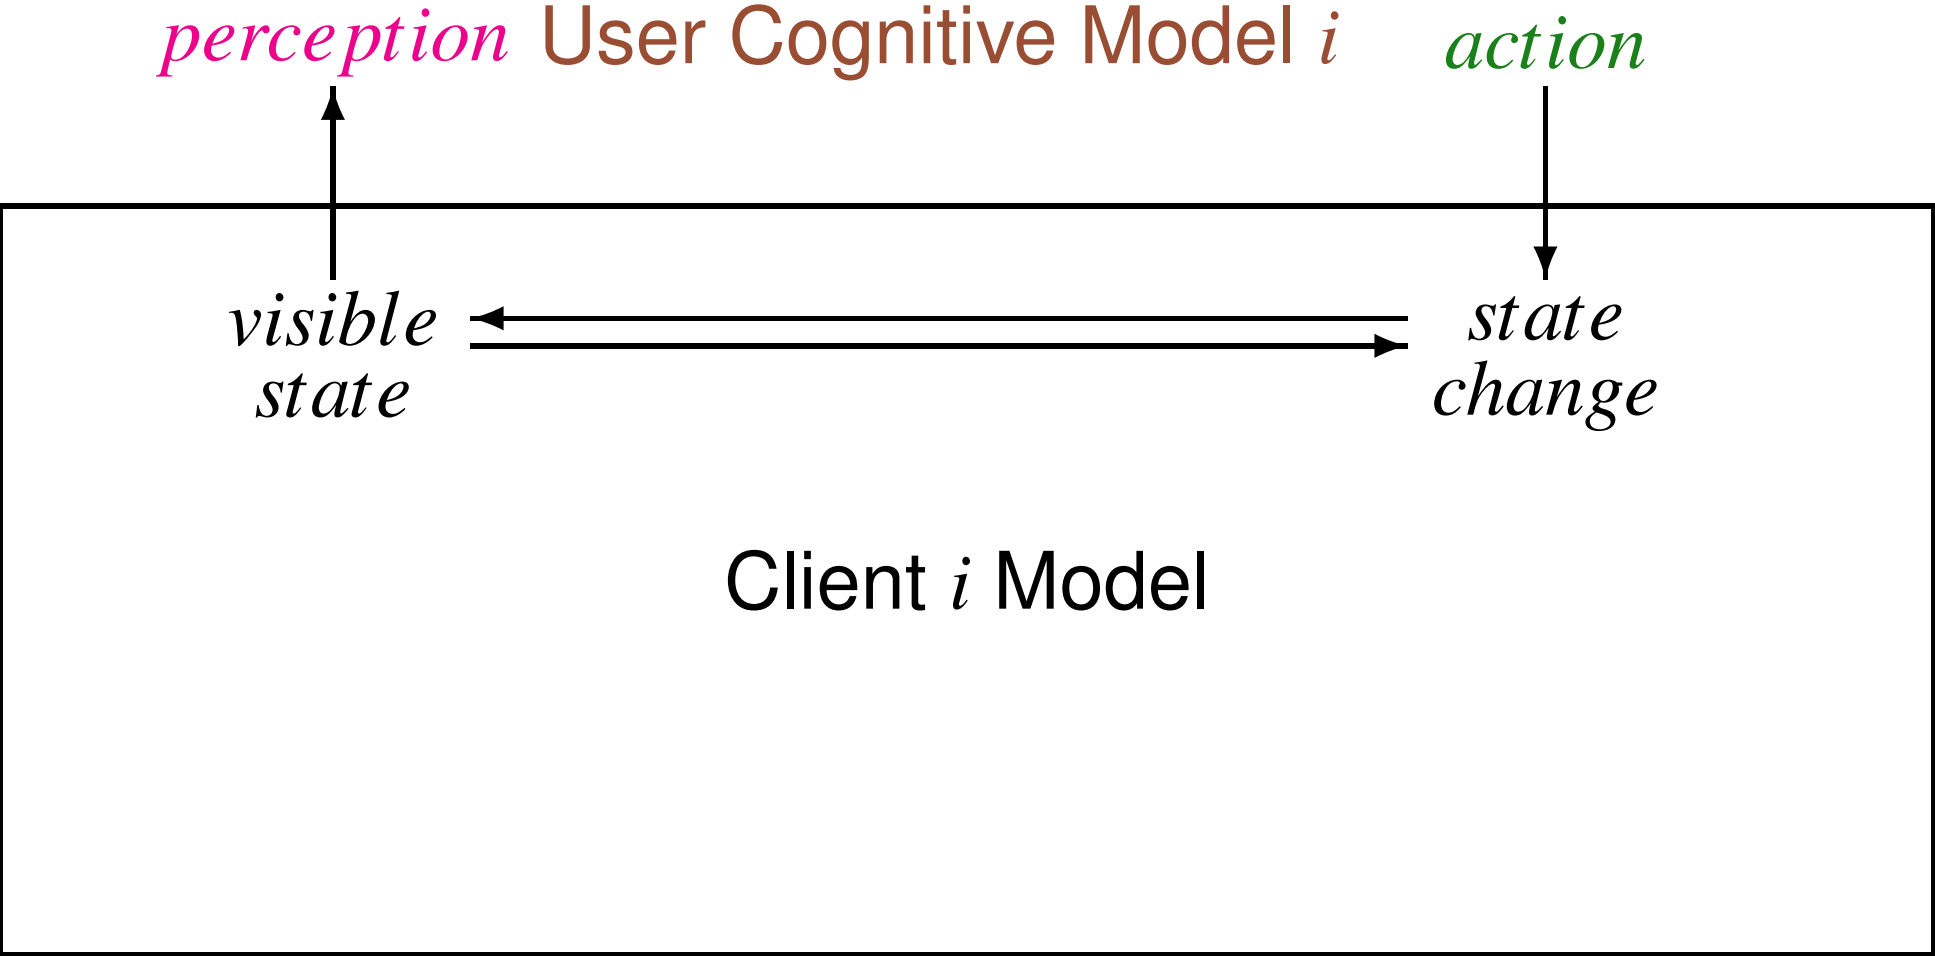 perception User Cognitive Model i action
visible state
state change
Client i Model